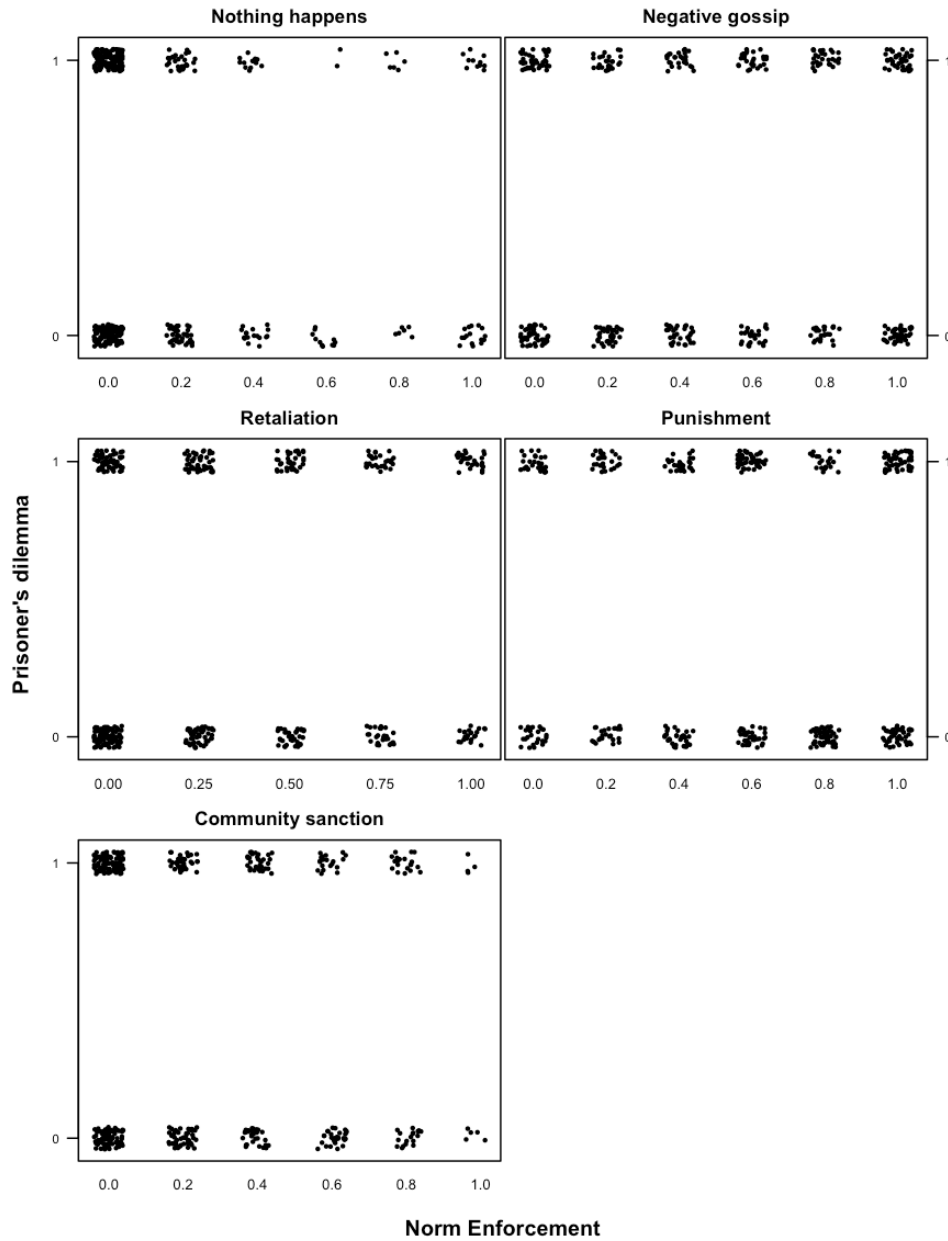 Nothing happens Negative gossip
1 1
0 0
0.0 0.2 0.4 0.6 0.8 1.0 0.0 0.2 0.4 0.6 0.8 1.0
Retaliation Punishment
1 1
Prisoner's dilemma
0 0
0.00 0.25 0.50 0.75 1.00 0.0 0.2 0.4 0.6 0.8 1.0
Community sanction
1
0
0.0 0.2 0.4 0.6 0.8 1.0
Norm Enforcement